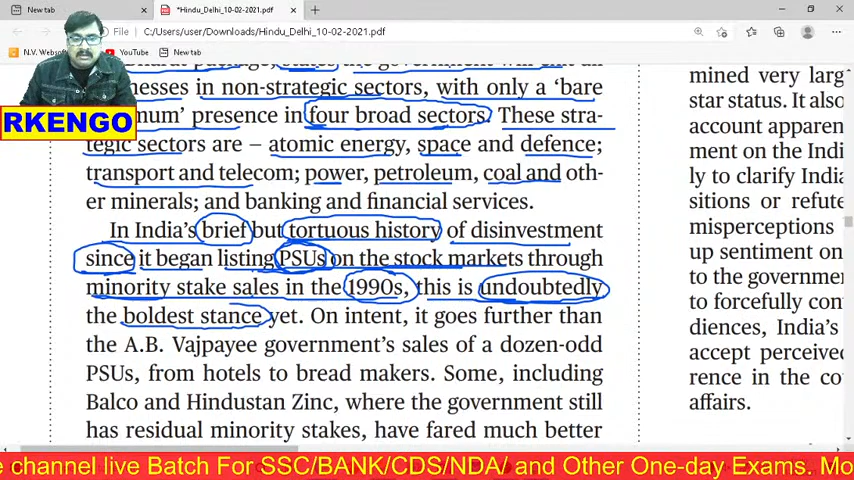 New tab
*Hindu_Delhi_10-02-2021.pdf
File
C:/Users/user/Downloads/Hindu_Delhi_10-02-2021.pdf
N.V. Webso
YouTube
New tab
RKENGO
in non-strategic sectors, with only a ‘bare
presence in four broad sectors. These stra-
tegic sectors are – atomic energy, space and defence;
transport and telecom; power, petroleum, coal and oth-
er minerals; and banking and financial services.
In India’s brief but tortuous history of disinvestment
since it began listing PSUs on the stock markets through
minority stake sales in the 1990s, this is undoubtedly
the boldest stance yet. On intent, it goes further than
the A.B. Vajpayee government’s sales of a dozen-odd
PSUs, from hotels to bread makers. Some, including
Balco and Hindustan Zinc, where the government still
has residual minority stakes, have fared much better
mined very larg
star status. It also
account apparen
ment on the Indi
ly to clarify India
sitions or refute
misperceptions
up sentiment on
to the governme
to forcefully con
diences, India’s
accept perceived
rence in the co
affairs.
e channel live Batch For SSC/BANK/CDS/NDA/ and Other One-day Exams. Mo